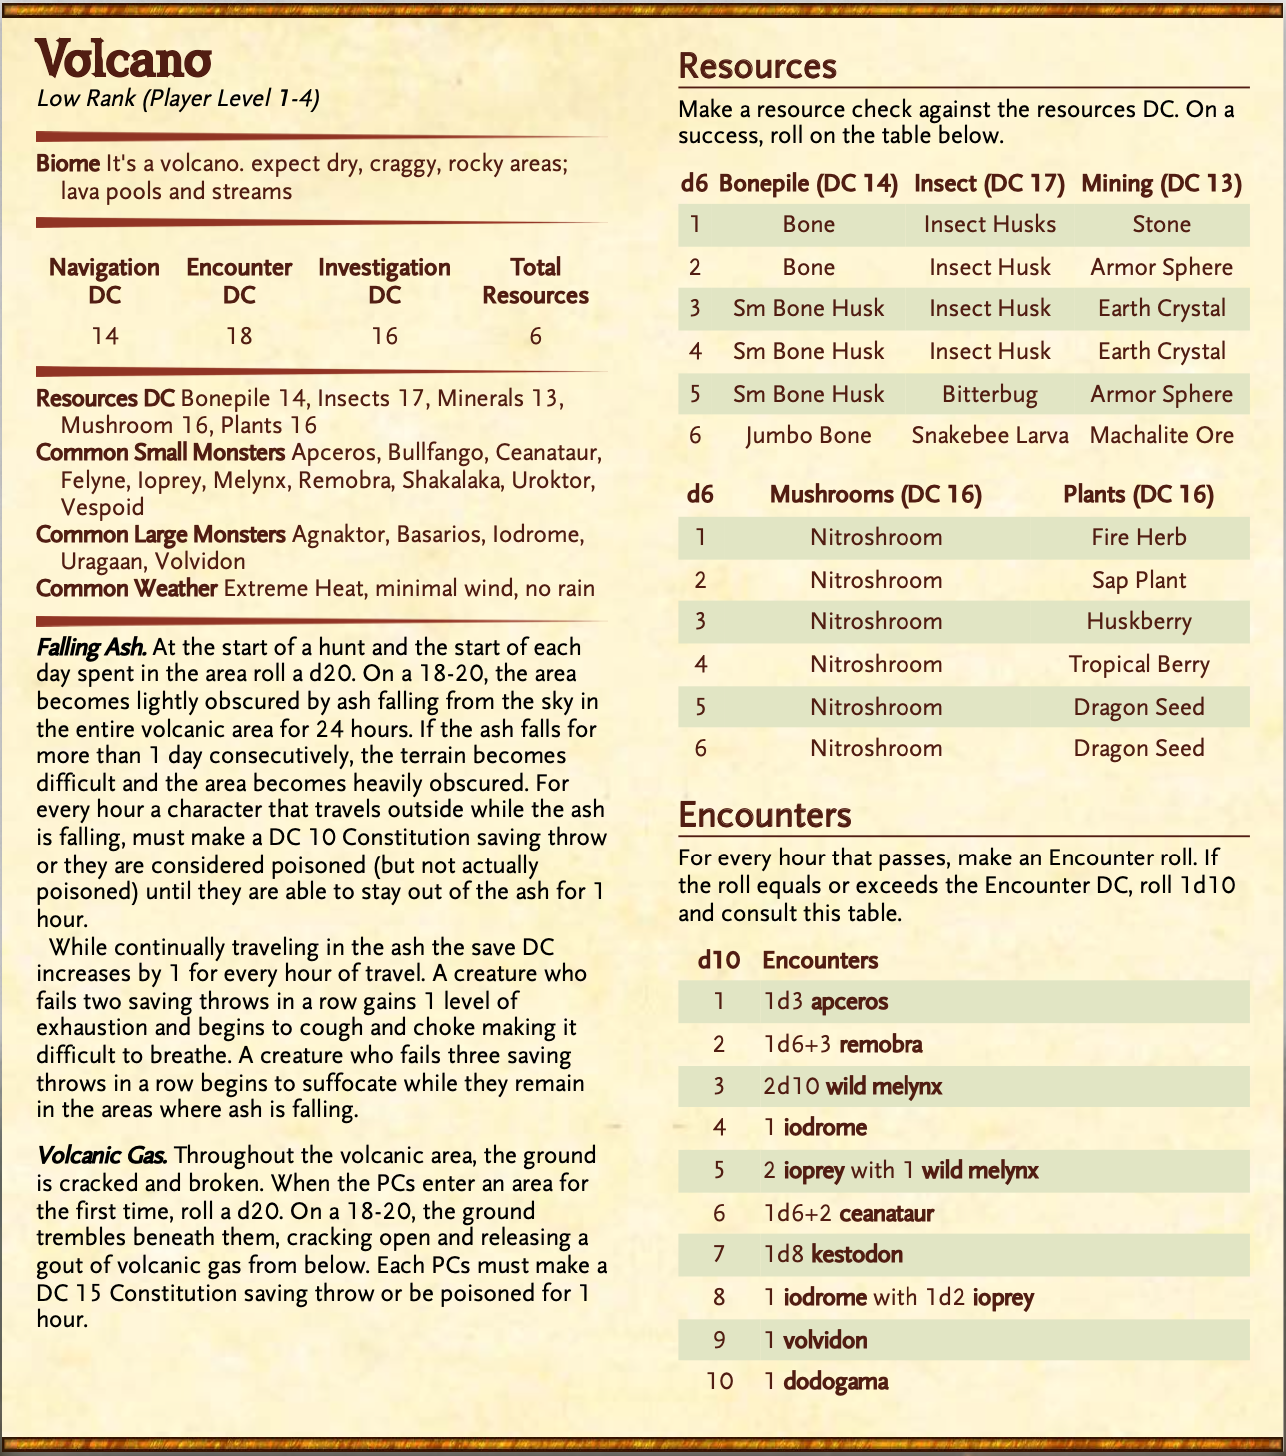 Volcano
Low Rank (Player Level 1-4)
Biome It's a volcano. expect dry, craggy, rocky areas;
lava pools and streams
Navigation DC Encounter DC Investigation DC Total Resources
14 18 16 6
Resources DC Bonepile 14, Insects 17, Minerals 13,
Mushroom 16, Plants 16
Common Small Monsters Apceros, Bullfango, Ceanataur,
Felyne, Ioprey, Melynx, Remobra, Shakalaka, Uroktor,
Vespoid
Common Large Monsters Agnaktor, Basarios, Iodrome,
Uragaan, Volvidon
Common Weather Extreme Heat, minimal wind, no rain
Falling Ash. At the start of a hunt and the start of each
day spent in the area roll a d20. On a 18-20, the area
becomes lightly obscured by ash falling from the sky in
the entire volcanic area for 24 hours. If the ash falls for
more than 1 day consecutively, the terrain becomes
difficult and the area becomes heavily obscured. For
every hour a character that travels outside while the ash
is falling, must make a DC 10 Constitution saving throw
or they are considered poisoned (but not actually
poisoned) until they are able to stay out of the ash for 1
hour.
While continually traveling in the ash the save DC
increases by 1 for every hour of travel. A creature who
fails two saving throws in a row gains 1 level of
exhaustion and begins to cough and choke making it
difficult to breathe. A creature who fails three saving
throws in a row begins to suffocate while they remain
in the areas where ash is falling.
Volcanic Gas. Throughout the volcanic area, the ground
is cracked and broken. When the PCs enter an area for
the first time, roll a d20. On a 18-20, the ground
trembles beneath them, cracking open and releasing a
gout of volcanic gas from below. Each PCs must make a
DC 15 Constitution saving throw or be poisoned for 1
hour.
Resources
Make a resource check against the resources DC. On a
success, roll on the table below.
d6 Bonepile (DC 14) Insect (DC 17) Mining (DC 13)
1 Bone Insect Husks Stone
2 Bone Insect Husk Armor Sphere
3 Sm Bone Husk Insect Husk Earth Crystal
4 Sm Bone Husk Insect Husk Earth Crystal
5 Sm Bone Husk Bitterbug Armor Sphere
6 Jumbo Bone Snakebee Larva Machalite Ore
d6 Mushrooms (DC 16) Plants (DC 16)
1 Nitroshroom Fire Herb
2 Nitroshroom Sap Plant
3 Nitroshroom Huskberry
4 Nitroshroom Tropical Berry
5 Nitroshroom Dragon Seed
6 Nitroshroom Dragon Seed
Encounters
For every hour that passes, make an Encounter roll. If
the roll equals or exceeds the Encounter DC, roll 1d10
and consult this table.
d10 Encounters
1 1d3 apceros
2 1d6+3 remobra
3 2d10 wild melynx
4 1 iodrome
5 2 ioprey with 1 wild melynx
6 1d6+2 ceanataur
7 1d8 kestodon
8 1 iodrome with 1d2 ioprey
9 1 volvidon
10 1 dodogama